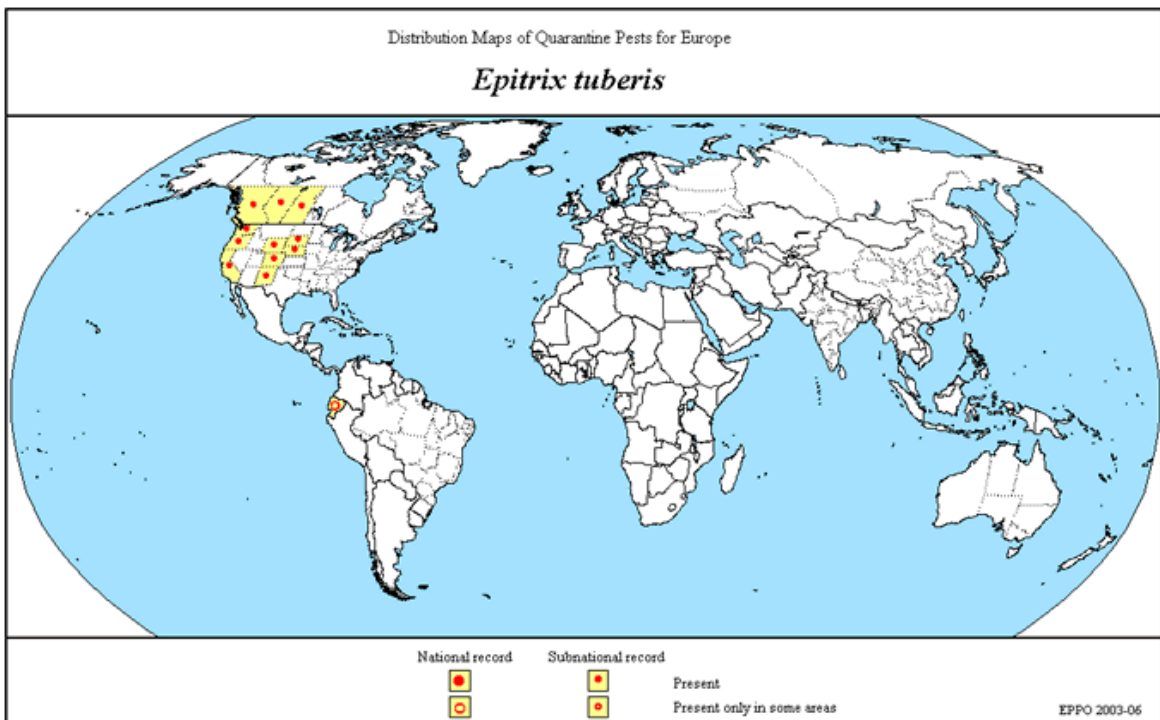 Distribution Maps of Quarantine Pests for Europe
Epitrix tuberis
National record Subnational record
Present
Present only in some areas
EPPO 2003-06